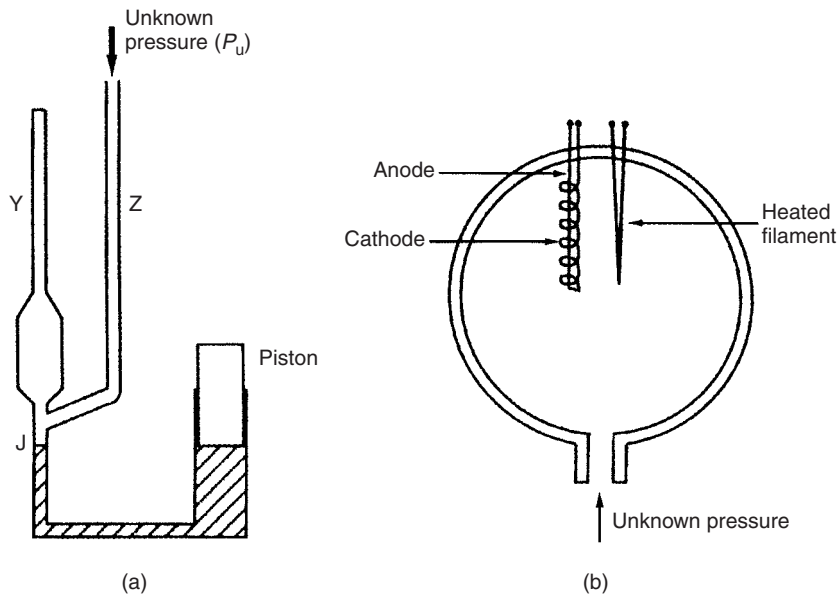 Unknown
pressure (Pu)
Y
Z
Piston
J
(a)
Anode
Cathode
Heated
filament
Unknown pressure
(b)